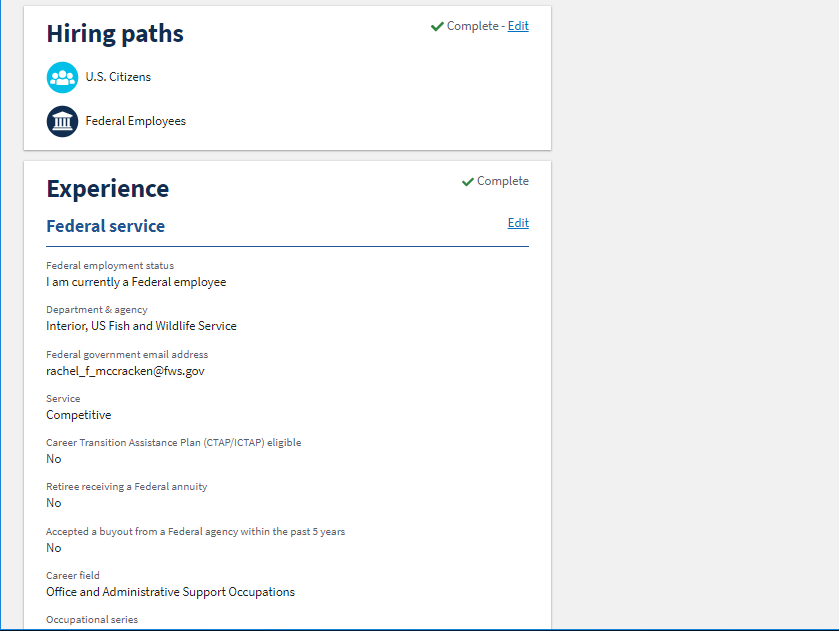 Hiring paths
Complete - Edit
U.S. Citizens
Federal Employees
Experience
Complete
Federal service
Edit
Federal employment status
I am currently a Federal employee
Department & agency
Interior, US Fish and Wildlife Service
Federal government email address
rachel_f_mccracken@fws.gov
Service
Competitive
Career Transition Assistance Plan (CTAP/ICTAP) eligible
No
Retiree receiving a Federal annuity
No
Accepted a buyout from a Federal agency within the past 5 years
No
Career field
Office and Administrative Support Occupations
Occupational series